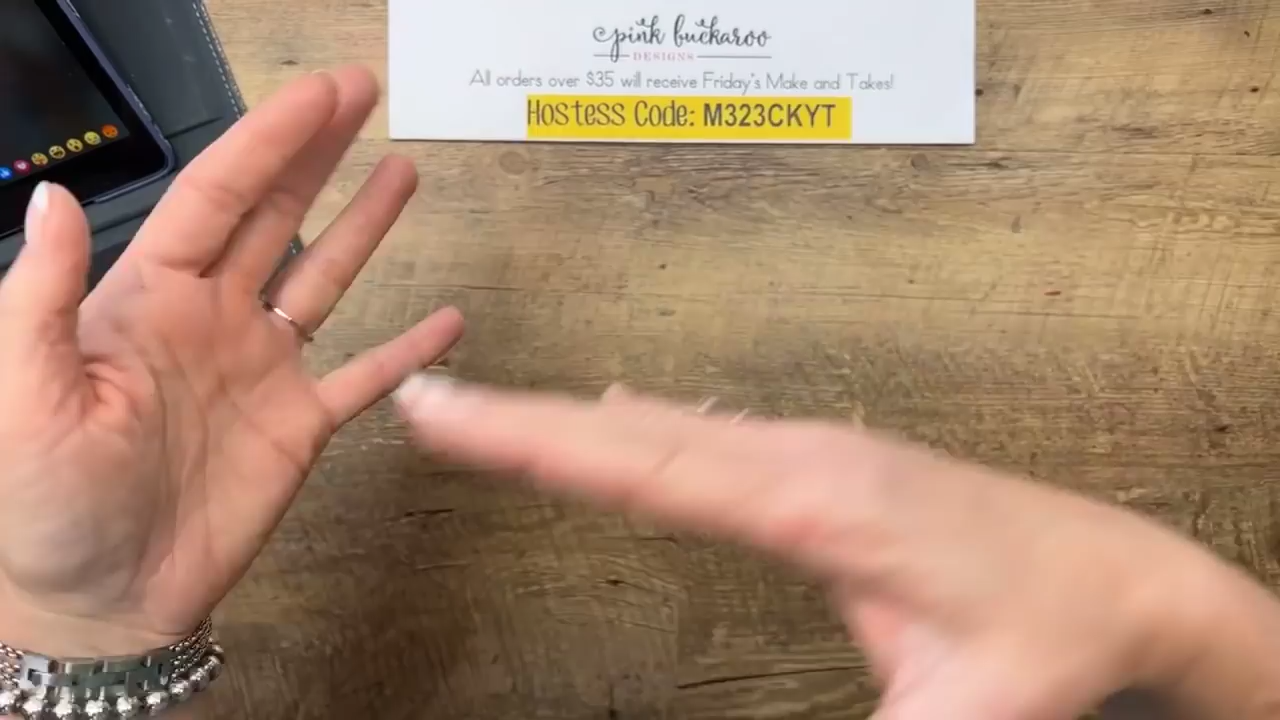 pink buckaroo
DESIGNS
All orders over $35 will receive Friday's Make and Takes!
Hostess Code: M323CKYT